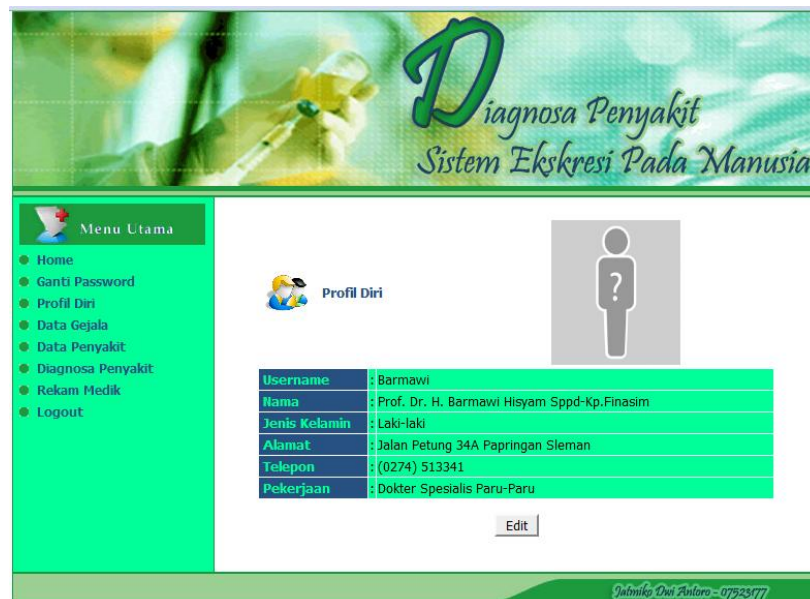 Diagnosa Penyakit
Sistem Ekskresi Pada Manusia
Menu Utama
Home
Ganti Password
Profil Diri
Data Gejala
Data Penyakit
Diagnosa Penyakit
Rekam Medik
Logout
Profil Diri
?
Username : Barmawi
Nama : Prof. Dr. H. Barmawi Hisyam Sppd-Kp.Finasim
Jenis Kelamin : Laki-laki
Alamat : Jalan Petung 34A Papringan Sleman
Telepon : (0274) 513341
Pekerjaan : Dokter Spesialis Paru-Paru
Edit
Jatmiko Dwi Antoro - 07523177